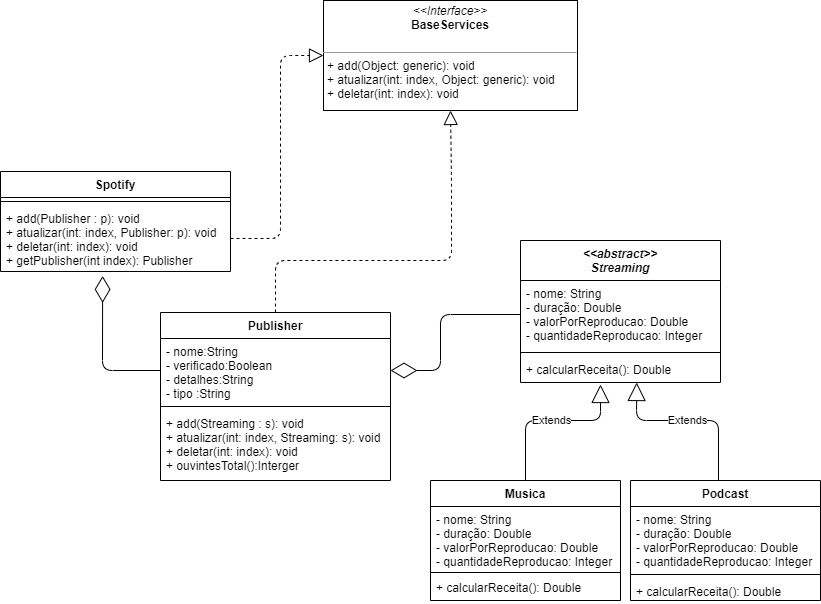 <<Interface>>
BaseServices
+ add(Object: generic): void
+ atualizar(int: index, Object: generic): void
+ deletar(int: index): void
Spotify
+ add(Publisher : p): void
+ atualizar(int: index, Publisher: p): void
+ deletar(int: index): void
+ getPublisher(int index): Publisher
<<abstract>>
Streaming
- nome: String
- duração: Double
- valorPorReproducao: Double
- quantidadeReproducao: Integer
+ calcularReceita(): Double
Publisher
- nome:String
- verificado:Boolean
- detalhes:String
- tipo :String
+ add(Streaming : s): void
+ atualizar(int: index, Streaming: s): void
+ deletar(int: index): void
+ ouvintesTotal():Interger
Extends
Extends
Musica
- nome: String
- duração: Double
- valorPorReproducao: Double
- quantidadeReproducao: Integer
+ calcularReceita(): Double
Podcast
- nome: String
- duração: Double
- valorPorReproducao: Double
- quantidadeReproducao: Integer
+ calcularReceita(): Double